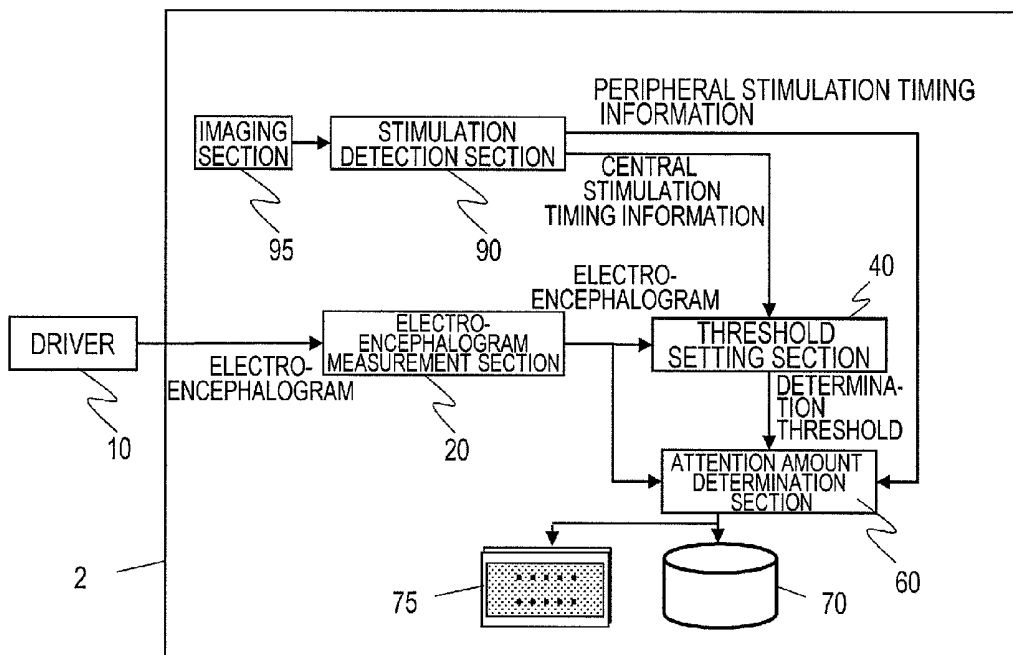 PERIPHERAL STIMULATION TIMING
INFORMATION
IMAGING
SECTION
STIMULATION
DETECTION SECTION
CENTRAL
STIMULATION
TIMING INFORMATION
95
90
ELECTRO-
ENCEPHALOGRAM
40
DRIVER
ELECTRO-
ENCEPHALOGRAM
ELECTRO-
ENCEPHALOGRAM
MEASUREMENT SECTION
THRESHOLD
SETTING SECTION
10
20
DETERMINA-
TION
THRESHOLD
ATTENTION AMOUNT
DETERMINATION
SECTION
2
75
70
60